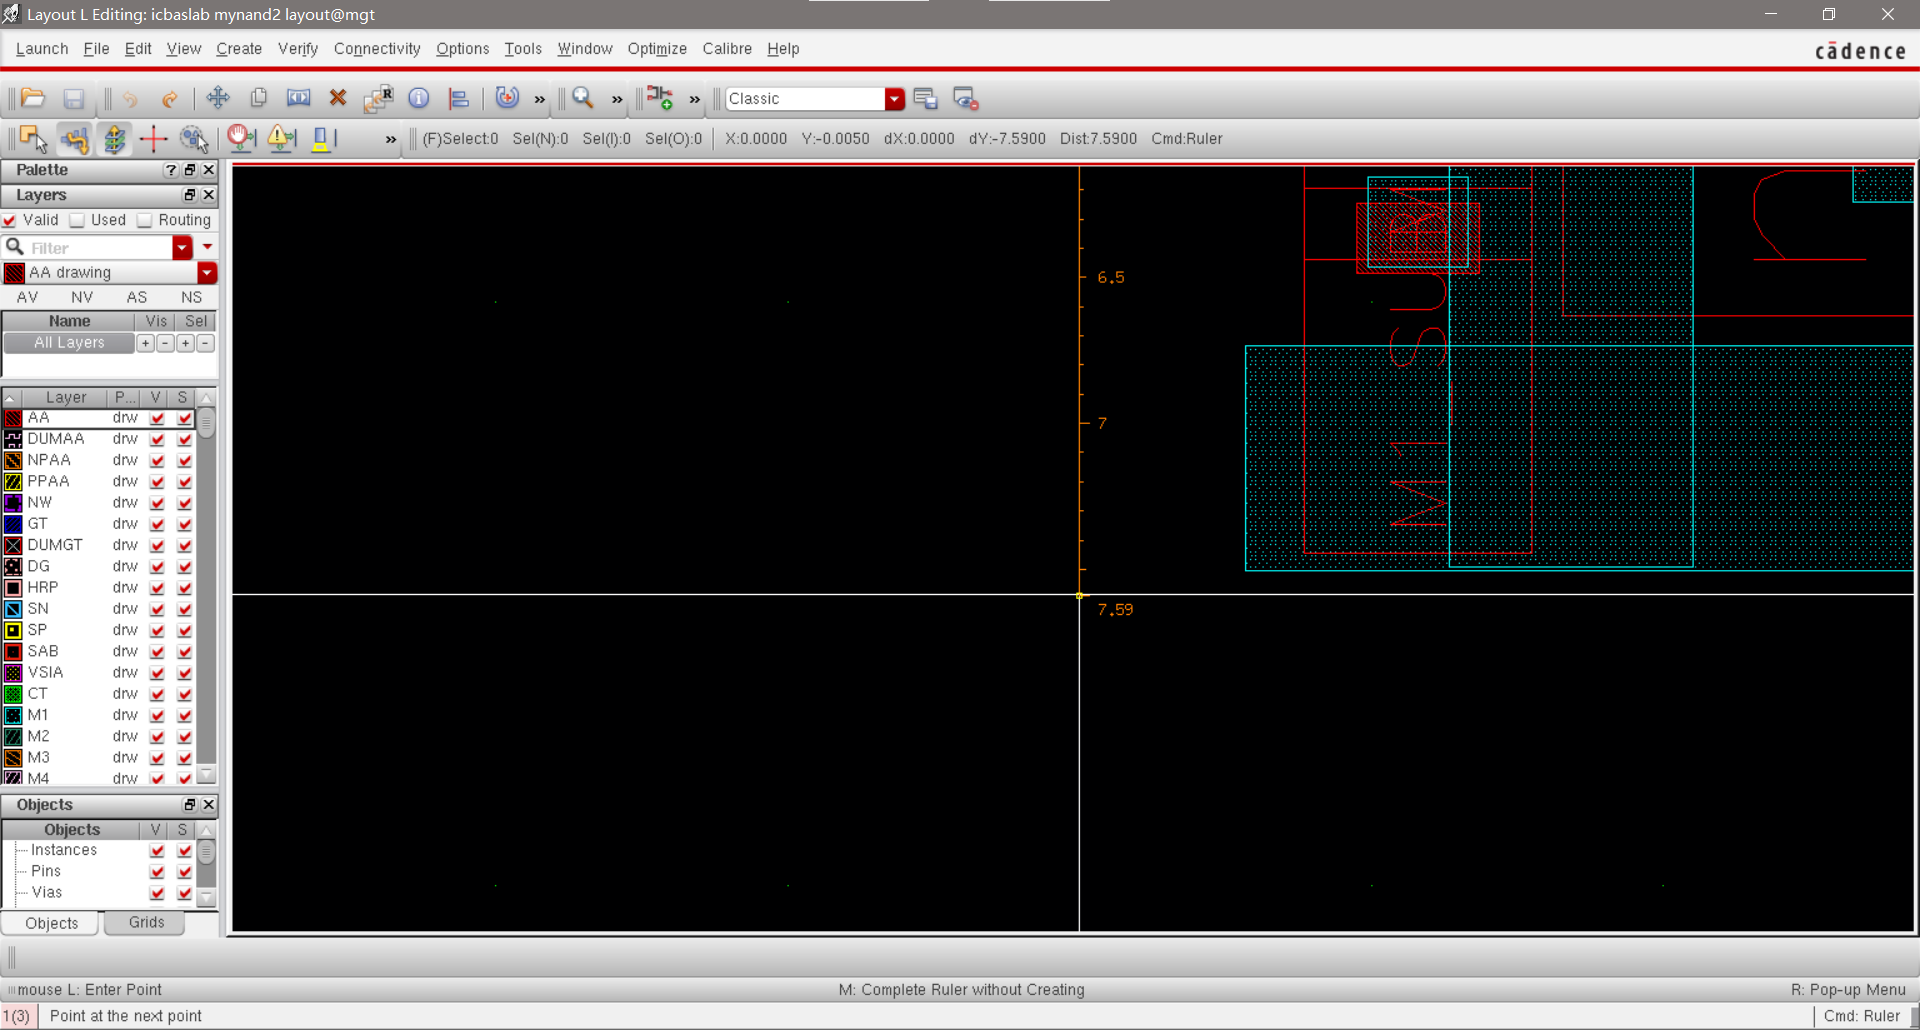 Layout L Editing: icbaslab mynand2 layout@mgt
Launch File Edit View Create Verify Connectivity Options Tools Window Optimize Calibre Help
cādence
R
»
»
»
Classic
»
(F)Select:0 Sel(N):0 Sel(I):0 Sel(O):0 X:0.0000 Y:-0.0050 dX:0.0000 dY:-7.5900 Dist:7.5900 Cmd:Ruler
Palette
Layers
Valid Used Routing
Filter
AA drawing
AV NV AS NS
Name Vis Sel
All Layers + - + -
Layer P... V S
AA drw
DUMAA drw
NPAA drw
PPAA drw
NW drw
GT drw
DUMGT drw
DG drw
HRP drw
SN drw
SP drw
SAB drw
VSIA drw
CT drw
M1 drw
M2 drw
M3 drw
M4 drw
Objects
Objects V S
Instances
Pins
Vias
Objects Grids
6.5
7
7.59
M1_SUB
mouse L: Enter Point M: Complete Ruler without Creating R: Pop-up Menu
1(3) Point at the next point Cmd: Ruler